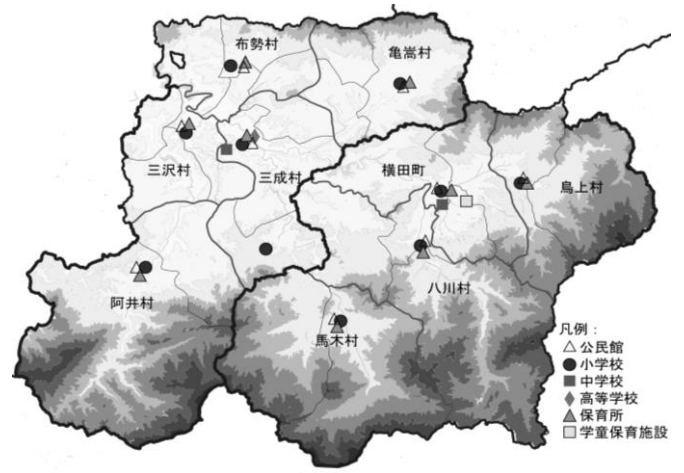 布勢村
亀嵩村
三沢村
三成村
横田町
鳥上村
阿井村
八川村
馬木村
凡例：
公民館
小学校
中学校
高等学校
保育所
学童保育施設